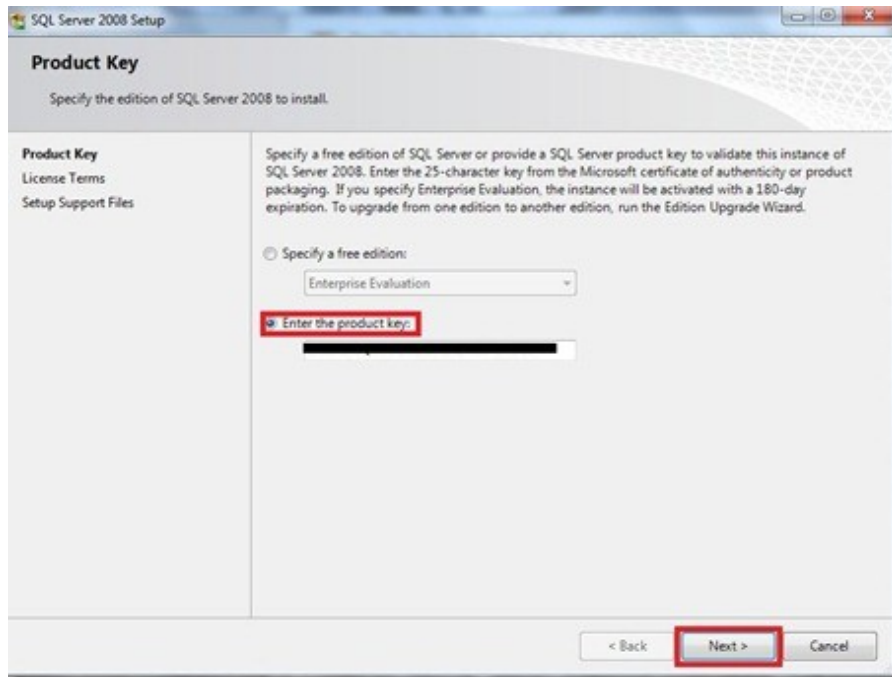 SQL Server 2008 Setup
Product Key
Specify the edition of SQL Server 2008 to install.
Product Key
License Terms
Setup Support Files
Specify a free edition of SQL Server or provide a SQL Server product key to validate this instance of
SQL Server 2008. Enter the 25-character key from the Microsoft certificate of authenticity or product
packaging. If you specify Enterprise Evaluation, the instance will be activated with a 180-day
expiration. To upgrade from one edition to another edition, run the Edition Upgrade Wizard.
Specify a free edition:
Enterprise Evaluation
Enter the product key:
< Back Next > Cancel